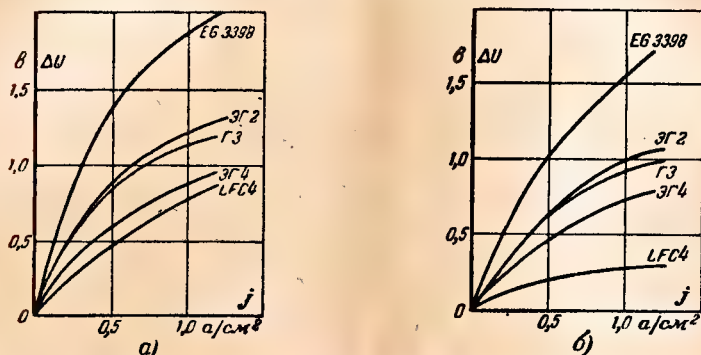 в ΔU
EG 3398
1,5
ЭГ2
Г3
1,0
ЭГ4
LFC4
0,5
j
0
0,5
1,0 а/см²
а)
в ΔU
EG 3398
1,5
ЭГ2
1,0
Г3
ЭГ4
0,5
LFC4
j
0
0,5
1,0 а/см²
б)